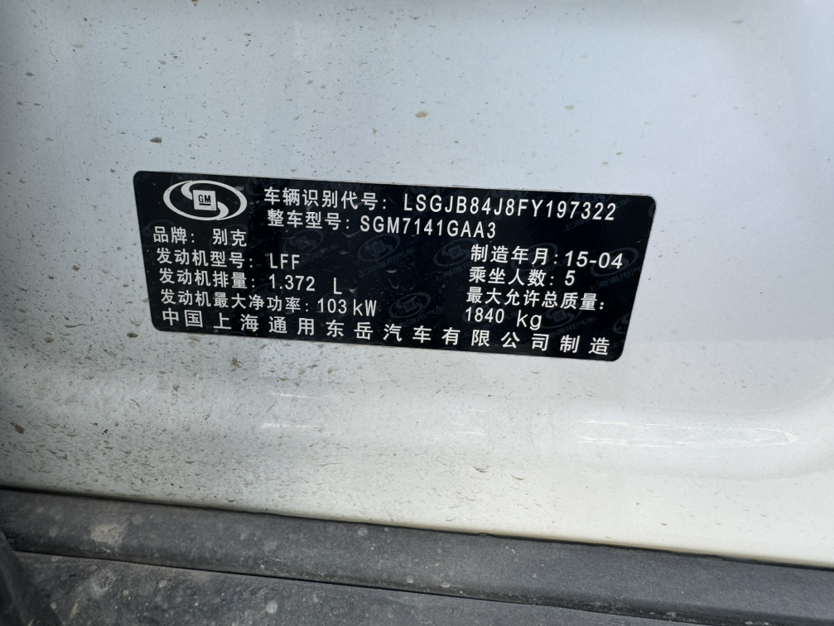 GM
车辆识别代号: LSGJB84J8FY197322
整车型号: SGM7141GAA3
品牌: 别克
制造年月: 15-04
发动机型号: LFF
乘坐人数: 5
发动机排量: 1.372 L
最大允许总质量:
发动机最大净功率: 103 kW
1840 kg
中国上海通用东岳汽车有限公司制造